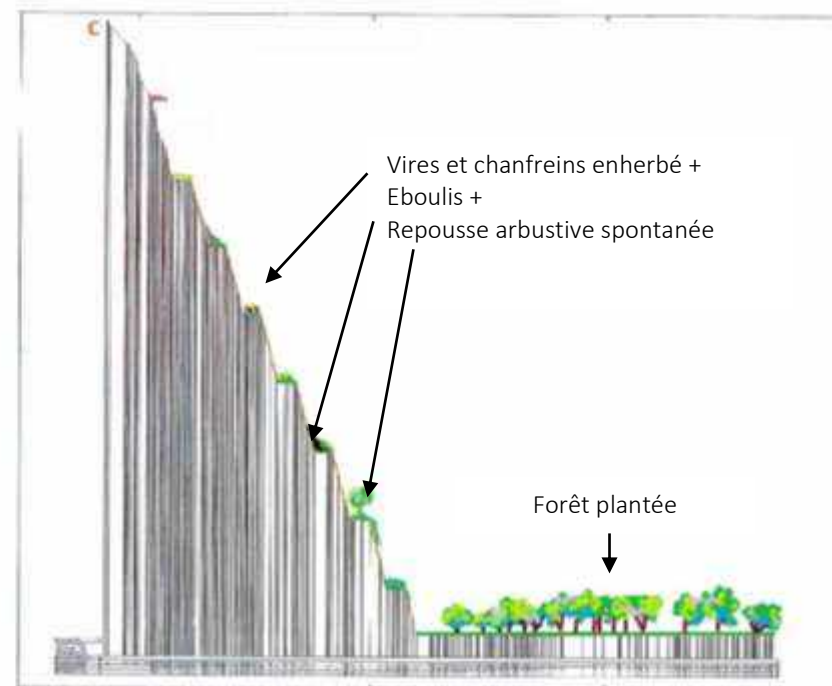 C
Vires et chanfreins enherbé +
Eboulis +
Repousse arbustive spontanée
Forêt plantée